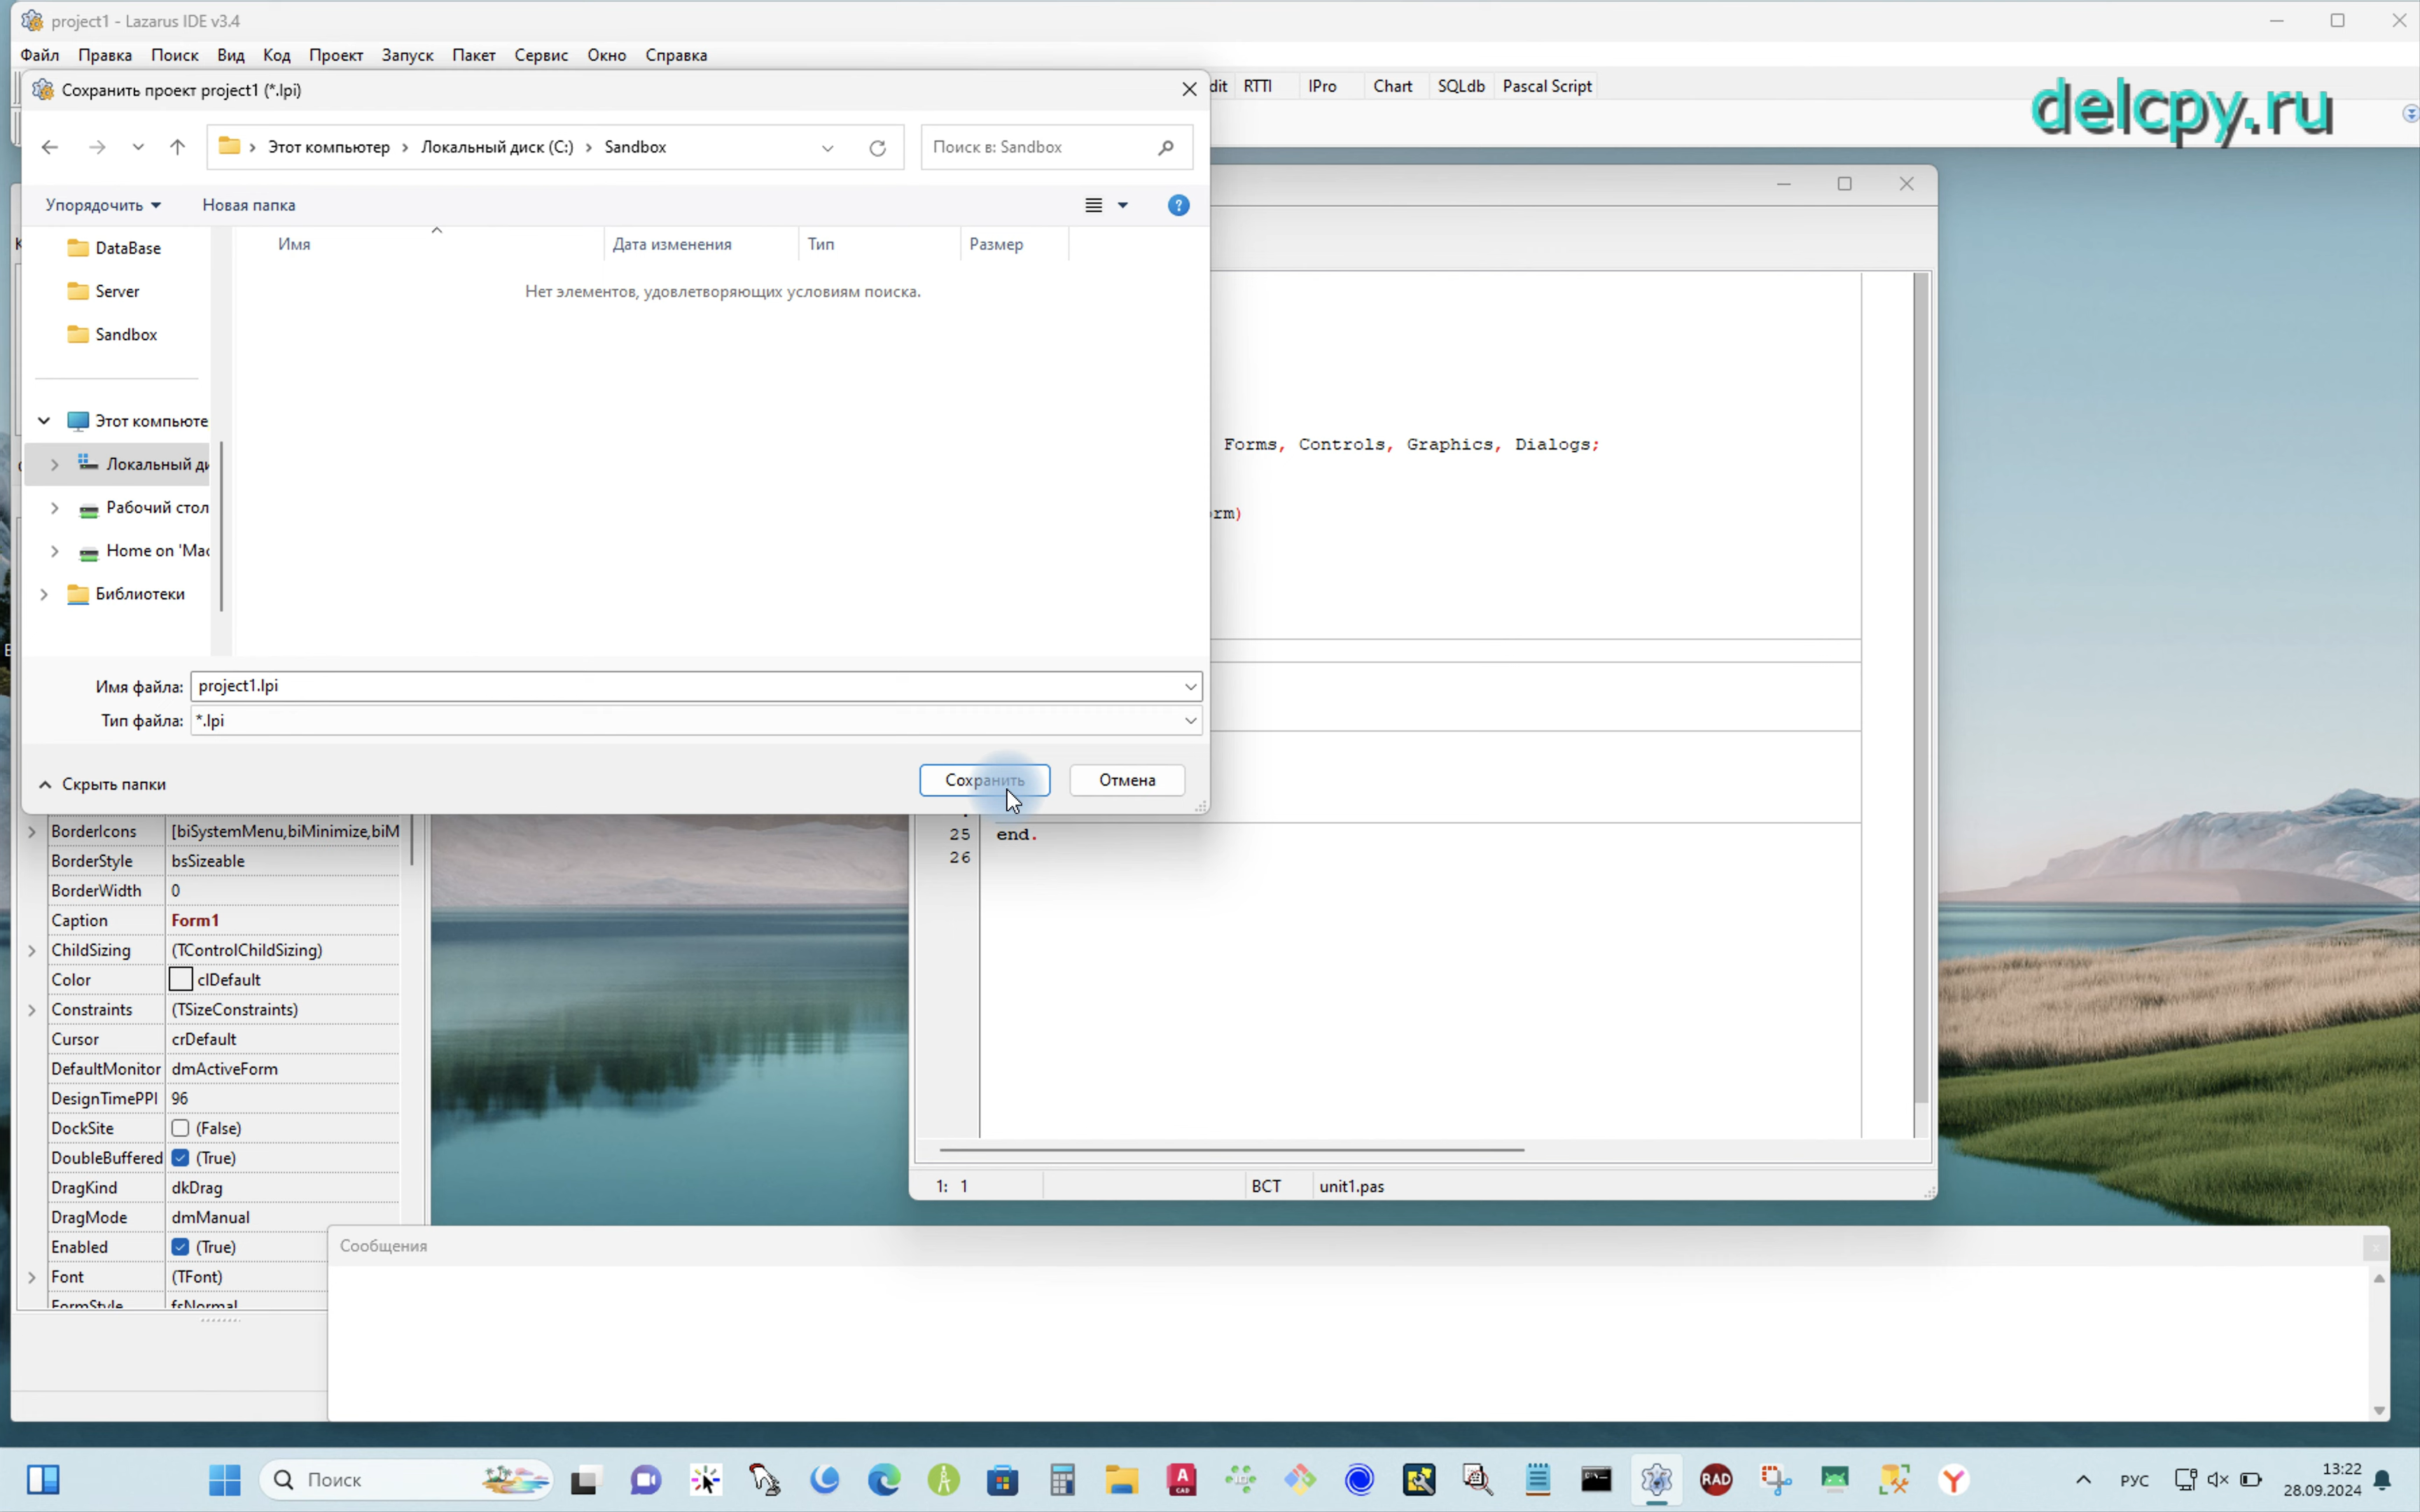 project1 - Lazarus IDE v3.4
Файл Правка Поиск Вид Код Проект Запуск Пакет Сервис Окно Справка
Сохранить проект project1 (*.lpi)
dit RTTI IPro Chart SQLdb Pascal Script
delcpy.ru
Этот компьютер > Локальный диск (C:) > Sandbox
Поиск в: Sandbox
Упорядочить
Новая папка
Имя Дата изменения Тип Размер
Нет элементов, удовлетворяющих условиям поиска.
DataBase
Server
Sandbox
Этот компьюте
Локальный ди
Рабочий стол
Home on 'Mac
Библиотеки
Forms, Controls, Graphics, Dialogs;
orm)
Имя файла: project1.lpi
Тип файла: *.lpi
Скрыть папки
Сохранить
Отмена
25 end.
26
BorderIcons [biSystemMenu,biMinimize,biM
BorderStyle bsSizeable
BorderWidth 0
Caption Form1
ChildSizing (TControlChildSizing)
Color clDefault
Constraints (TSizeConstraints)
Cursor crDefault
DefaultMonitor dmActiveForm
DesignTimePPI 96
DockSite (False)
DoubleBuffered (True)
DragKind dkDrag
DragMode dmManual
Enabled (True)
Font (TFont)
FormStyle fsNormal
1: 1 ВСТ unit1.pas
Сообщения
Поиск
A
CAD
RAD
РУС
13:22
28.09.2024